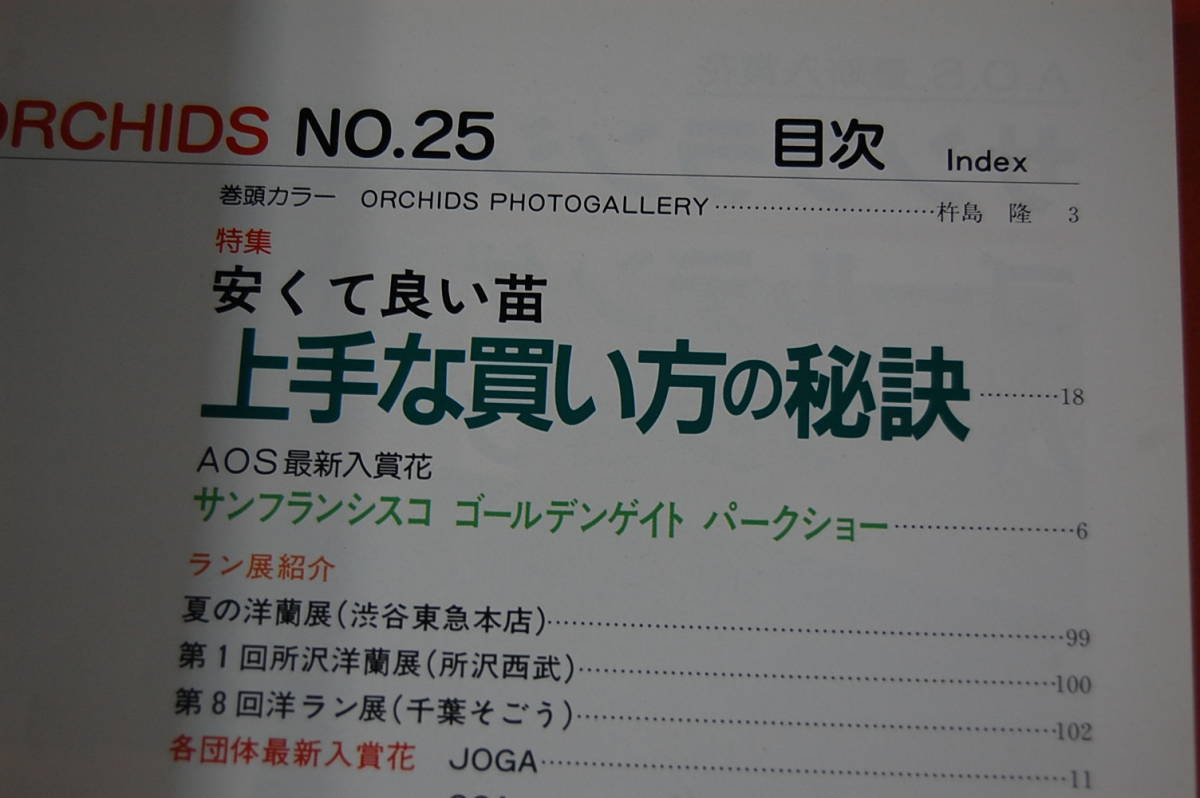 ORCHIDS NO.25 目次 Index
巻頭カラー ORCHIDS PHOTOGALLERY……………………杵島 隆 3
特集
安くて良い苗
上手な買い方の秘訣……18
AOS最新入賞花
サンフランシスコ ゴールデンゲイト パークショー……………6
ラン展紹介
夏の洋蘭展(渋谷東急本店)……………………………99
第1回所沢洋蘭展(所沢西武)……………………………100
第8回洋ラン展(千葉そごう)……………………………102
各団体最新入賞花 JOGA……………………………11